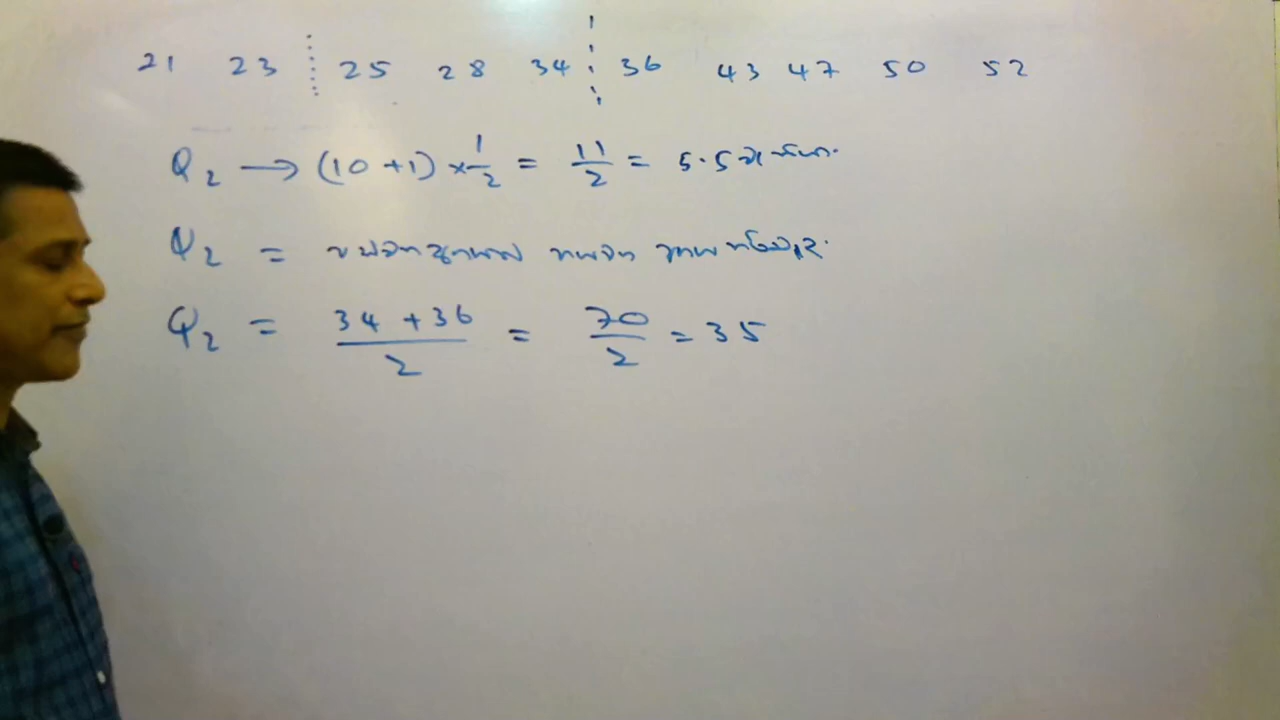 21 23 25 28 34 36 43 47 50 52
Q₂ → (10 + 1) × 1/2 = 11/2 = 5.5
Q₂ =
Q₂ = (34 + 36)/2 = 70/2 = 35